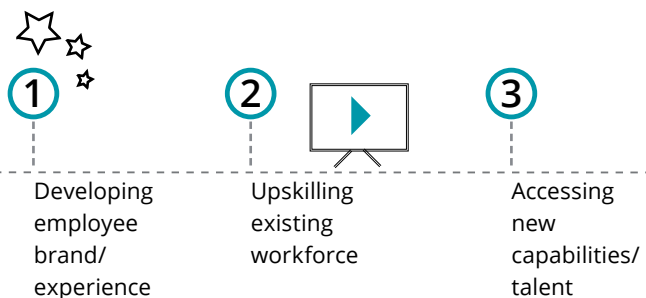 1
Developing
employee
brand/
experience
2
Upskilling
existing
workforce
3
Accessing
new
capabilities/
talent